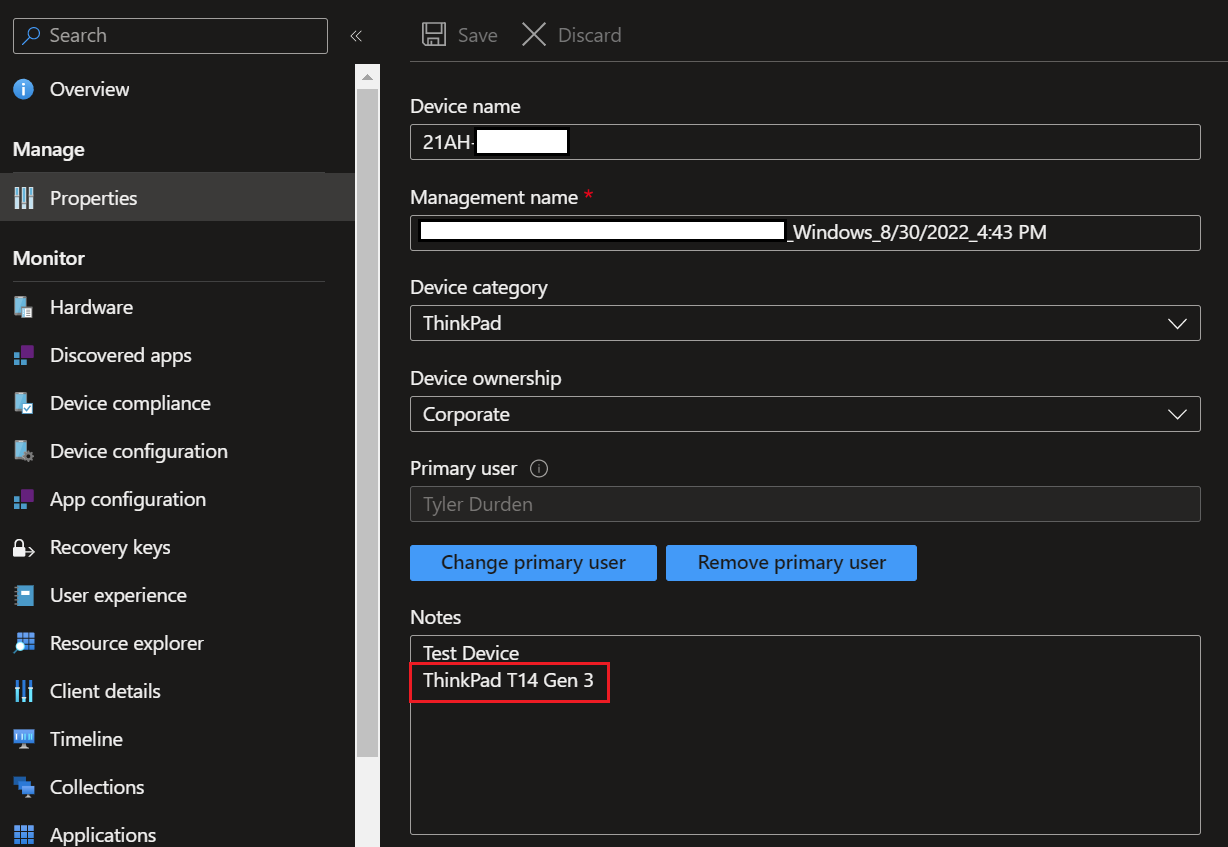 Search
«
Overview
Manage
Properties
Monitor
Hardware
Discovered apps
Device compliance
Device configuration
App configuration
Recovery keys
User experience
Resource explorer
Client details
Timeline
Collections
Applications
Save Discard
Device name
21AH-
Management name *
_Windows_8/30/2022_4:43 PM
Device category
ThinkPad
Device ownership
Corporate
Primary user
Tyler Durden
Change primary user Remove primary user
Notes
Test Device
ThinkPad T14 Gen 3